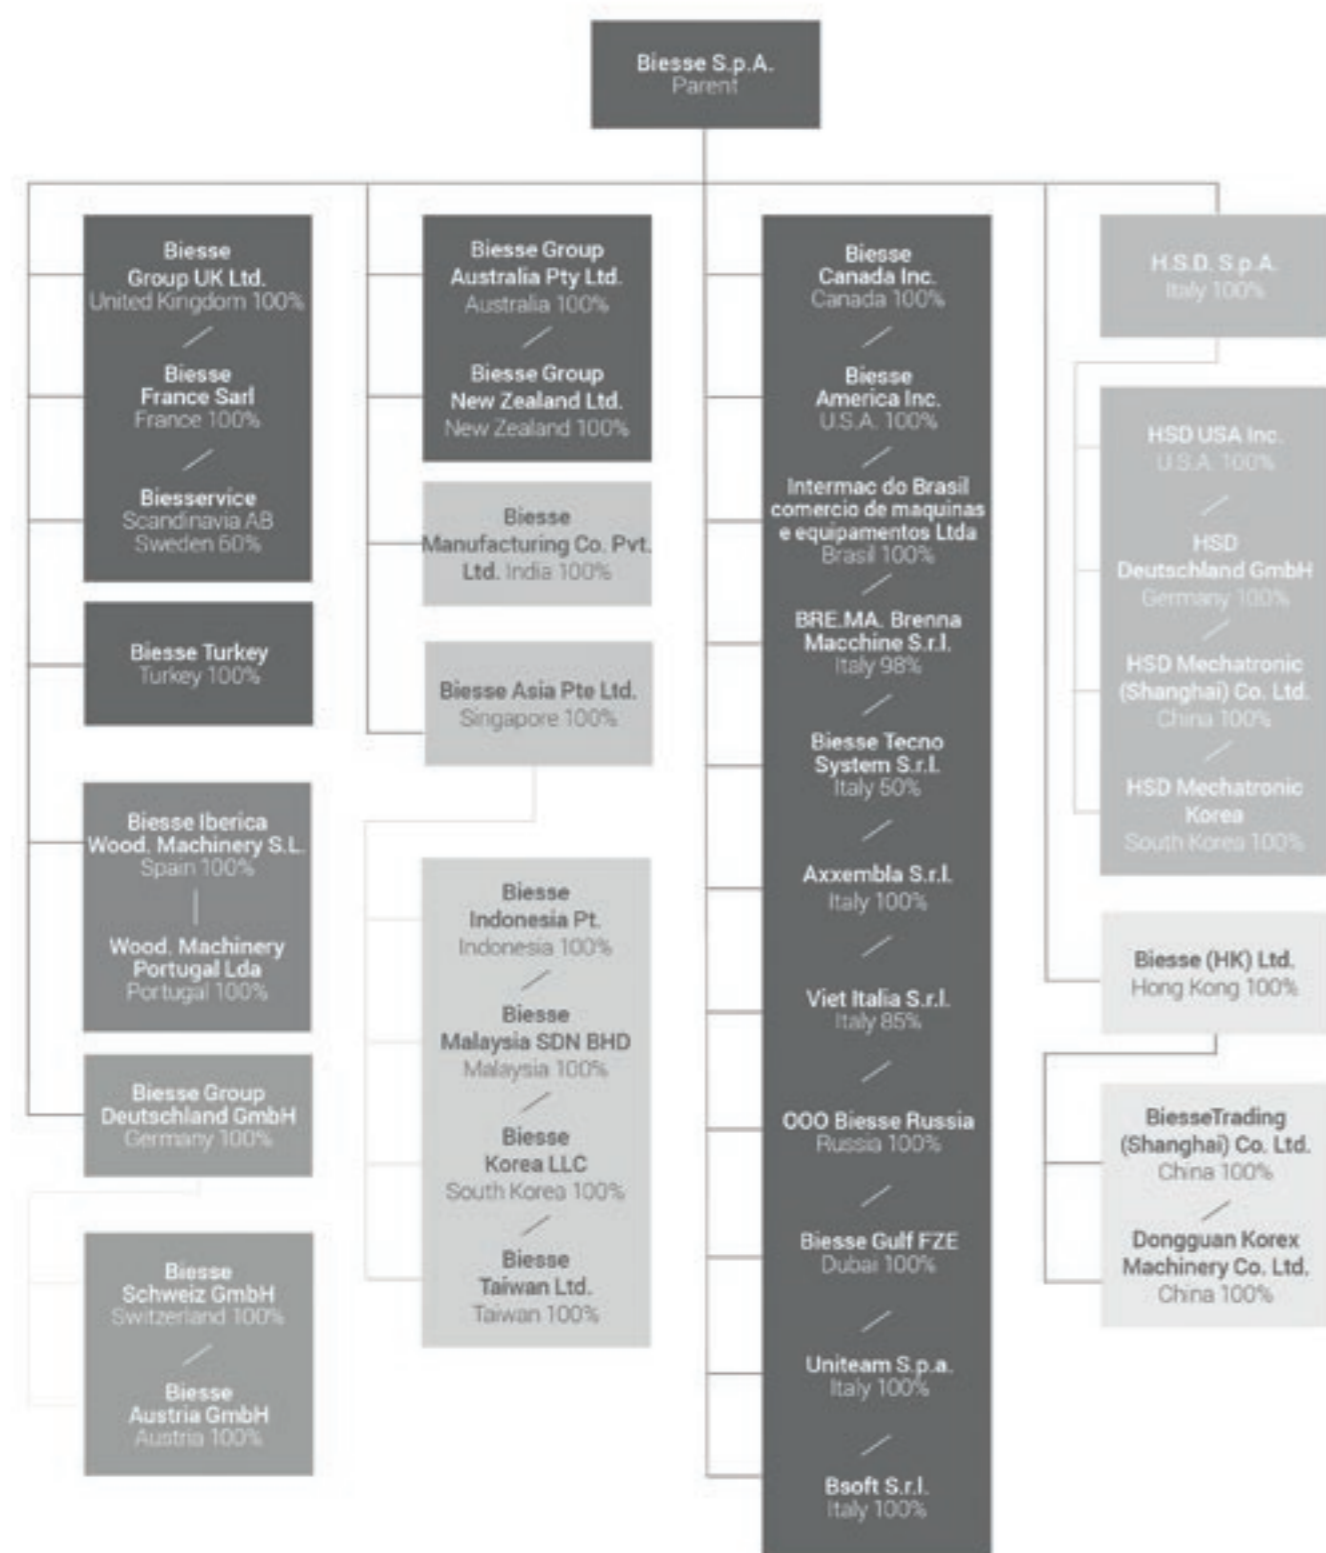 Biesse S.p.A.
Parent
Biesse
Group UK Ltd.
United Kingdom 100%
Biesse
France Sarl
France 100%
Biesservice
Scandinavia AB
Sweden 60%
Biesse Turkey
Turkey 100%
Biesse Iberica
Wood. Machinery S.L.
Spain 100%
Wood. Machinery
Portugal Lda
Portugal 100%
Biesse Group
Deutschland GmbH
Germany 100%
Biesse
Schweiz GmbH
Switzerland 100%
Biesse
Austria GmbH
Austria 100%
Biesse Group
Australia Pty Ltd.
Australia 100%
Biesse Group
New Zealand Ltd.
New Zealand 100%
Biesse
Manufacturing Co. Pvt.
Ltd. India 100%
Biesse Asia Pte Ltd.
Singapore 100%
Biesse
Indonesia Pt.
Indonesia 100%
Biesse
Malaysia SDN BHD
Malaysia 100%
Biesse
Korea LLC
South Korea 100%
Biesse
Taiwan Ltd.
Taiwan 100%
Biesse
Canada Inc.
Canada 100%
Biesse
America Inc.
U.S.A. 100%
Intermac do Brasil
comercio de maquinas
e equipamentos Ltda
Brasil 100%
BRE.MA. Brenna
Macchine S.r.l.
Italy 98%
Biesse Tecno
System S.r.l.
Italy 50%
Axxembla S.r.l.
Italy 100%
Viet Italia S.r.l.
Italy 85%
OOO Biesse Russia
Russia 100%
Biesse Gulf FZE
Dubai 100%
Uniteam S.p.a.
Italy 100%
Bsoft S.r.l.
Italy 100%
H.S.D. S.p.A.
Italy 100%
HSD USA Inc.
U.S.A. 100%
HSD
Deutschland GmbH
Germany 100%
HSD Mechatronic
(Shanghai) Co. Ltd.
China 100%
HSD Mechatronic
Korea
South Korea 100%
Biesse (HK) Ltd.
Hong Kong 100%
BiesseTrading
(Shanghai) Co. Ltd.
China 100%
Dongguan Korex
Machinery Co. Ltd.
China 100%